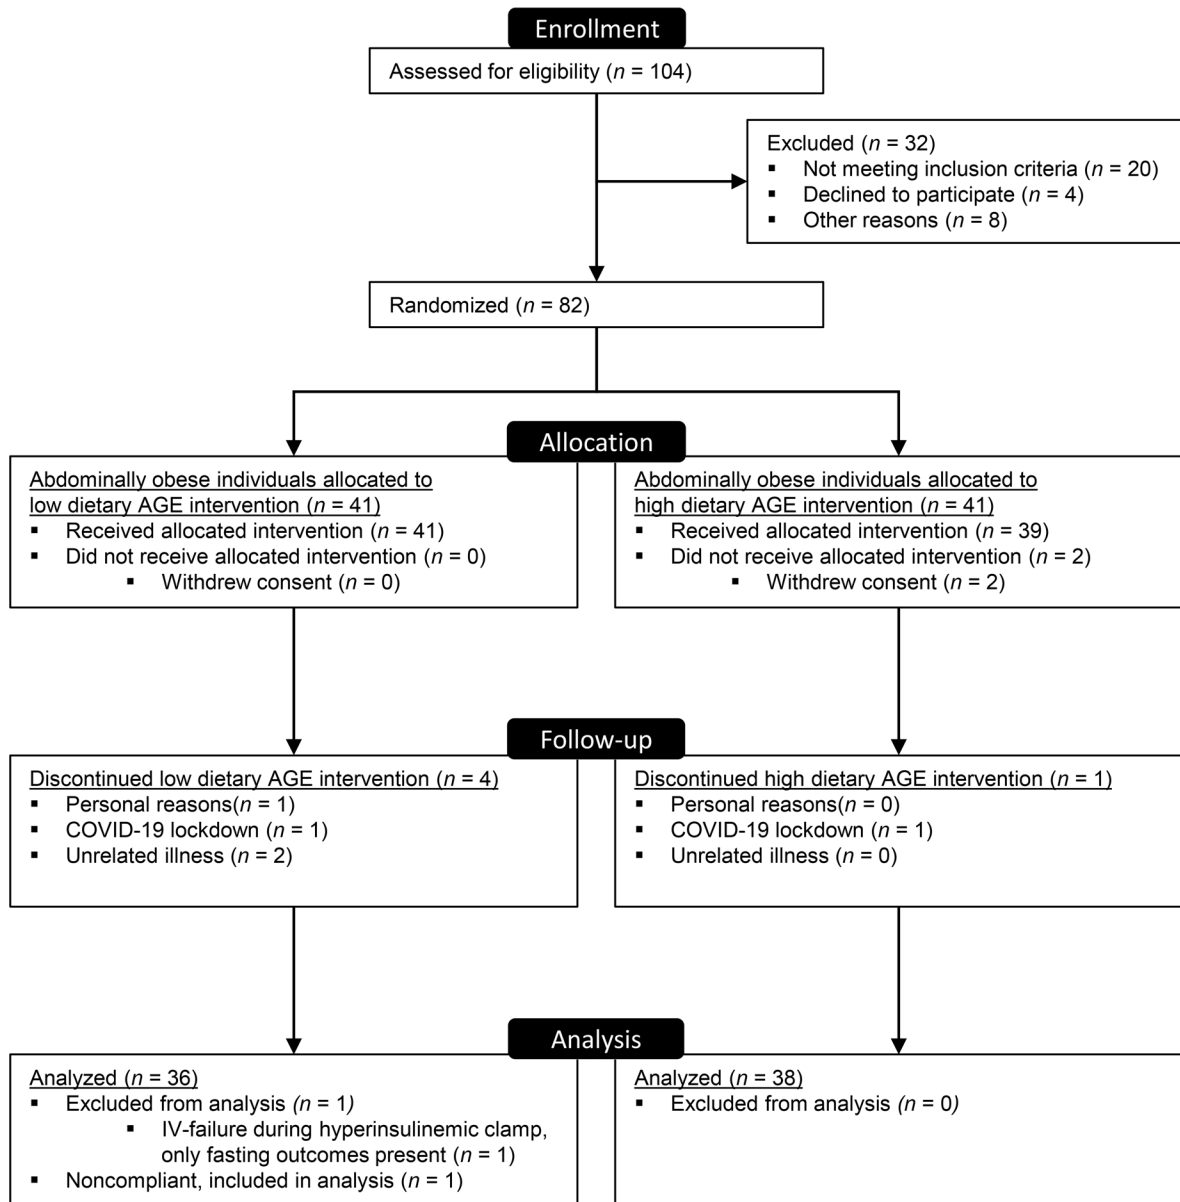 Enrollment
Assessed for eligibility (n = 104)
Excluded (n = 32)
▪ Not meeting inclusion criteria (n = 20)
▪ Declined to participate (n = 4)
▪ Other reasons (n = 8)
Randomized (n = 82)
Allocation
Abdominally obese individuals allocated to
low dietary AGE intervention (n = 41)
▪ Received allocated intervention (n = 41)
▪ Did not receive allocated intervention (n = 0)
▪ Withdrew consent (n = 0)
Abdominally obese individuals allocated to
high dietary AGE intervention (n = 41)
▪ Received allocated intervention (n = 39)
▪ Did not receive allocated intervention (n = 2)
▪ Withdrew consent (n = 2)
Follow-up
Discontinued low dietary AGE intervention (n = 4)
▪ Personal reasons(n = 1)
▪ COVID-19 lockdown (n = 1)
▪ Unrelated illness (n = 2)
Discontinued high dietary AGE intervention (n = 1)
▪ Personal reasons(n = 0)
▪ COVID-19 lockdown (n = 1)
▪ Unrelated illness (n = 0)
Analysis
Analyzed (n = 36)
▪ Excluded from analysis (n = 1)
▪ IV-failure during hyperinsulinemic clamp,
only fasting outcomes present (n = 1)
▪ Noncompliant, included in analysis (n = 1)
Analyzed (n = 38)
▪ Excluded from analysis (n = 0)